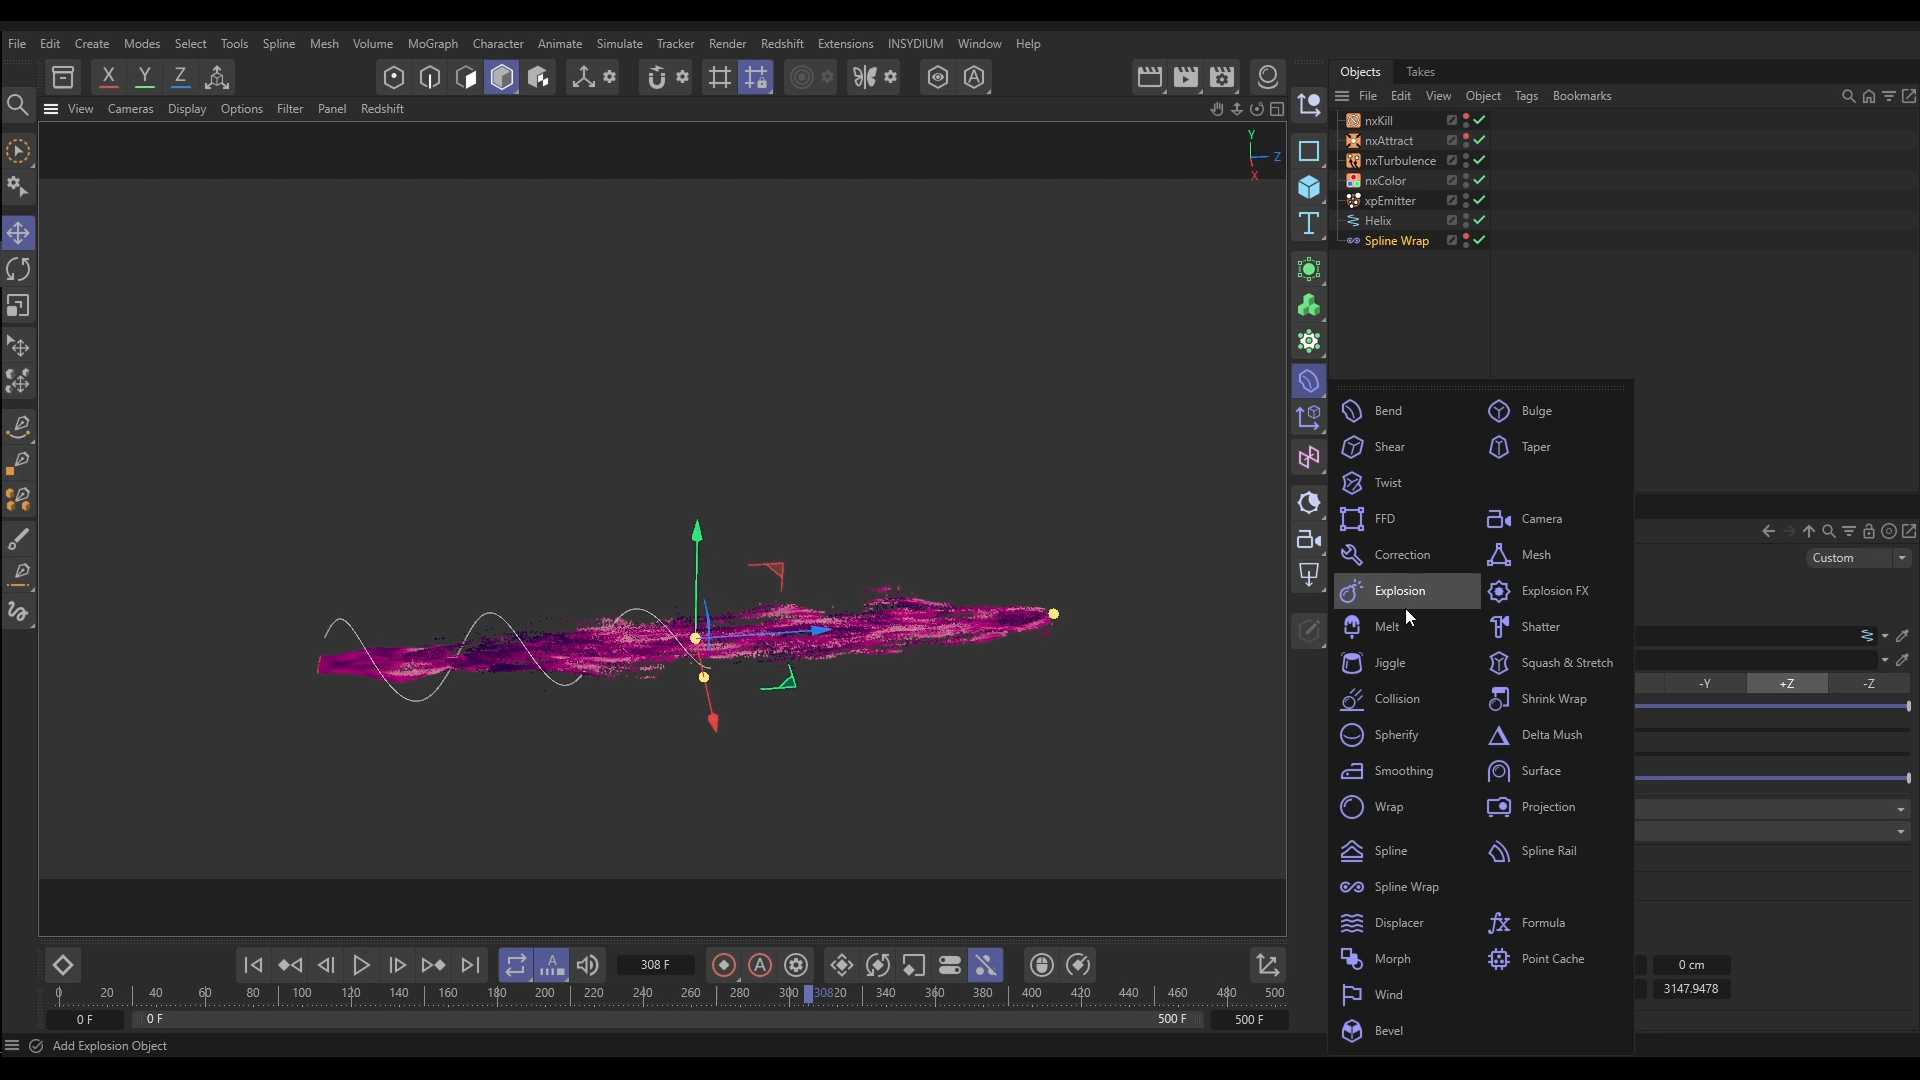 File Edit Create Modes Select Tools Spline Mesh Volume MoGraph Character Animate Simulate Tracker Render Redshift Extensions INSYDIUM Window Help
Objects Takes
X Y Z
File Edit View Object Tags Bookmarks
View Cameras Display Options Filter Panel Redshift
nxKill
nxAttract
nxTurbulence
nxColor
xpEmitter
Helix
Spline Wrap
Y
Z
X
Bend Bulge
Shear Taper
Twist
FFD Camera
Correction Mesh
Custom
Explosion Explosion FX
Melt Shatter
Jiggle Squash & Stretch
-Y +Z -Z
Collision Shrink Wrap
Spherify Delta Mush
Smoothing Surface
Wrap Projection
Spline Spline Rail
Spline Wrap
Displacer Formula
Morph Point Cache
Wind
Bevel
0 cm
3147.9478
308 F
0 20 40 60 80 100 120 140 160 180 200 220 240 260 280 300 30820 340 360 380 400 420 440 460 480 500
0 F 0 F 500 F 500 F
Add Explosion Object